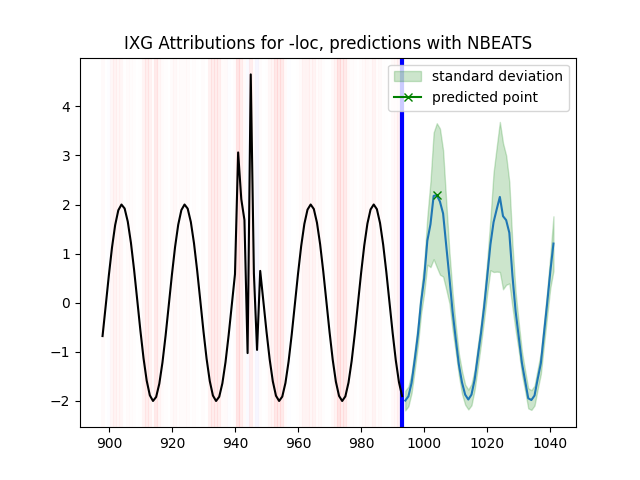 IXG Attributions for -loc, predictions with NBEATS
standard deviation
predicted point
4
3
2
1
0
−1
−2
900 920 940 960 980 1000 1020 1040